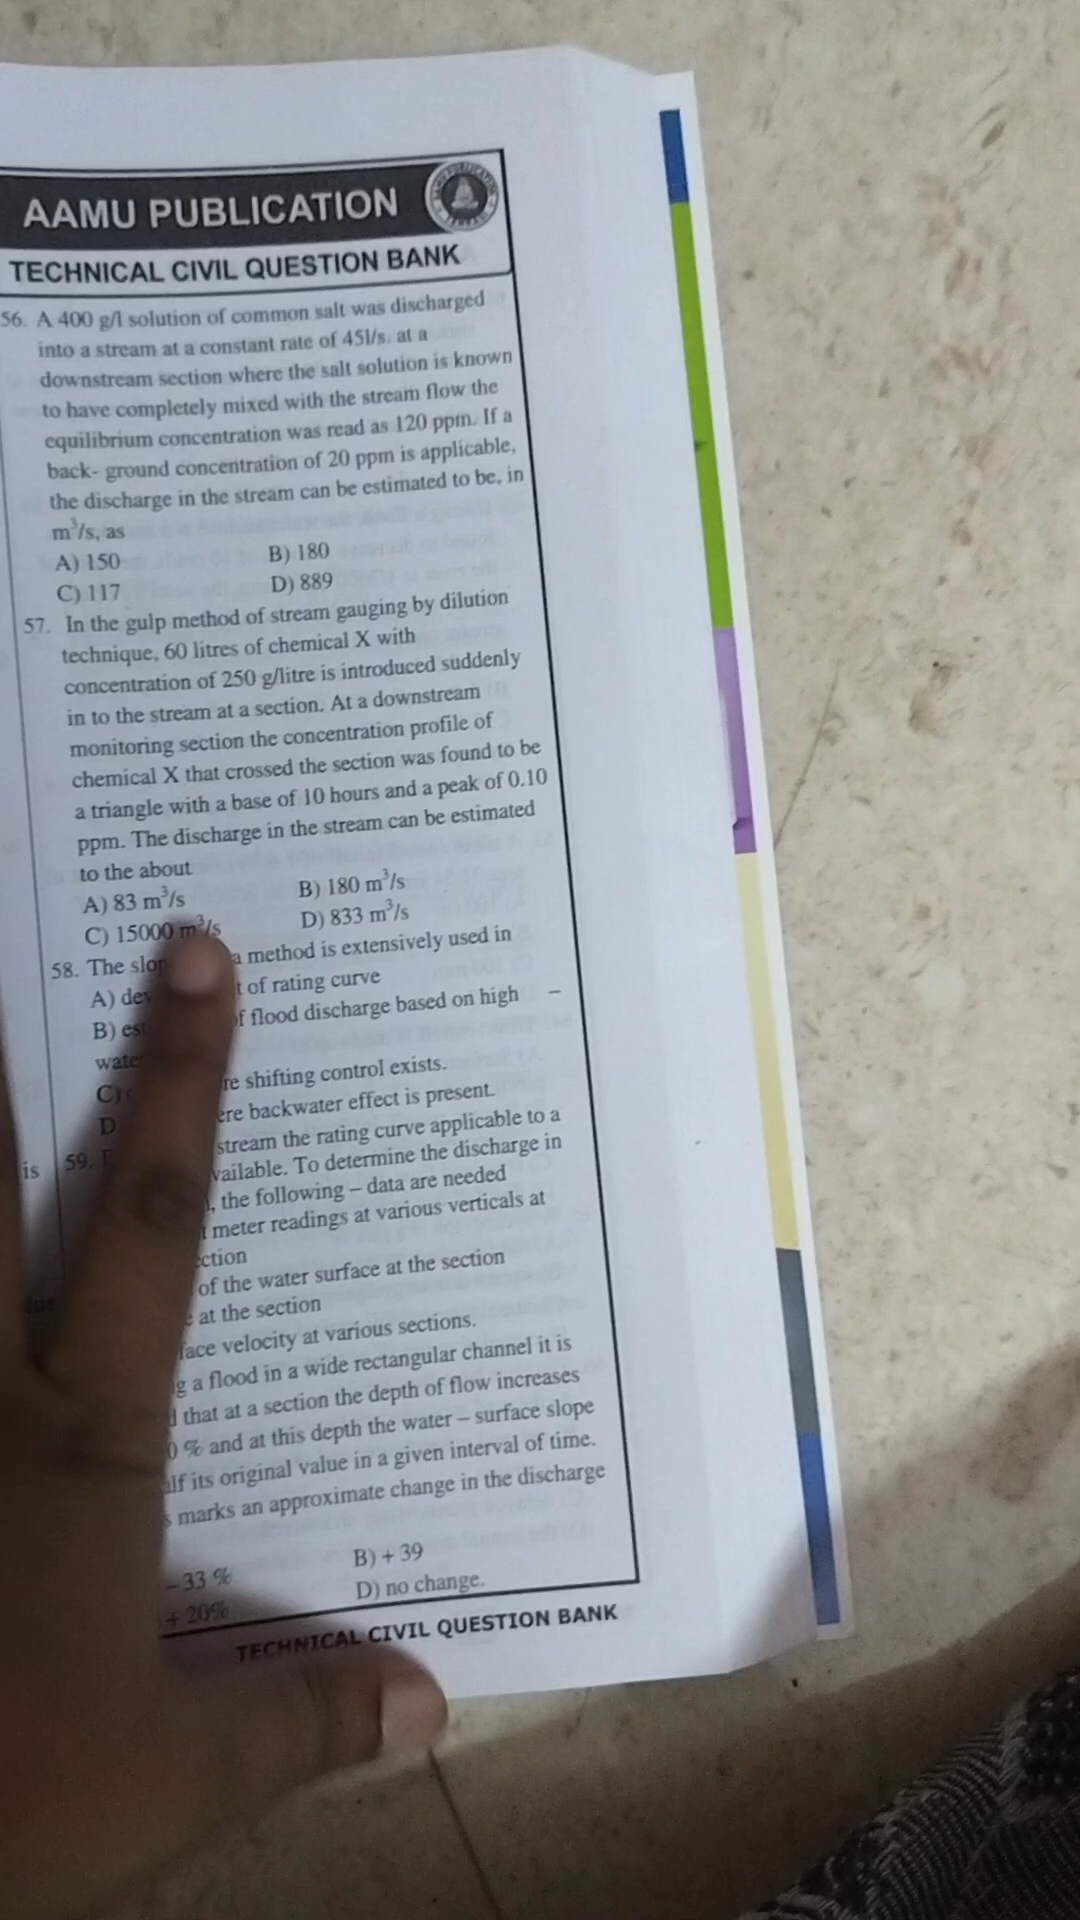 AAMU PUBLICATION
TECHNICAL CIVIL QUESTION BANK
56. A 400 g/l solution of common salt was discharged
into a stream at a constant rate of 45l/s. at a
downstream section where the salt solution is known
to have completely mixed with the stream flow the
equilibrium concentration was read as 120 ppm. If a
back- ground concentration of 20 ppm is applicable,
the discharge in the stream can be estimated to be, in
m³/s, as
A) 150 B) 180
C) 117 D) 889
57. In the gulp method of stream gauging by dilution
technique, 60 litres of chemical X with
concentration of 250 g/litre is introduced suddenly
in to the stream at a section. At a downstream
monitoring section the concentration profile of
chemical X that crossed the section was found to be
a triangle with a base of 10 hours and a peak of 0.10
ppm. The discharge in the stream can be estimated
to the about
A) 83 m³/s B) 180 m³/s
C) 15000 m³/s D) 833 m³/s
58. The a method is extensively used in
A) of rating curve
B) flood discharge based on high –
C) shifting control exists.
D backwater effect is present.
is 59. stream the rating curve applicable to a
To determine the discharge in
the following – data are needed
meter readings at various verticals at
of the water surface at the section
at the section
velocity at various sections.
a flood in a wide rectangular channel it is
that at a section the depth of flow increases
% and at this depth the water – surface slope
its original value in a given interval of time.
marks an approximate change in the discharge
– 33 % B) + 39
+ 20% D) no change.
TECHNICAL CIVIL QUESTION BANK